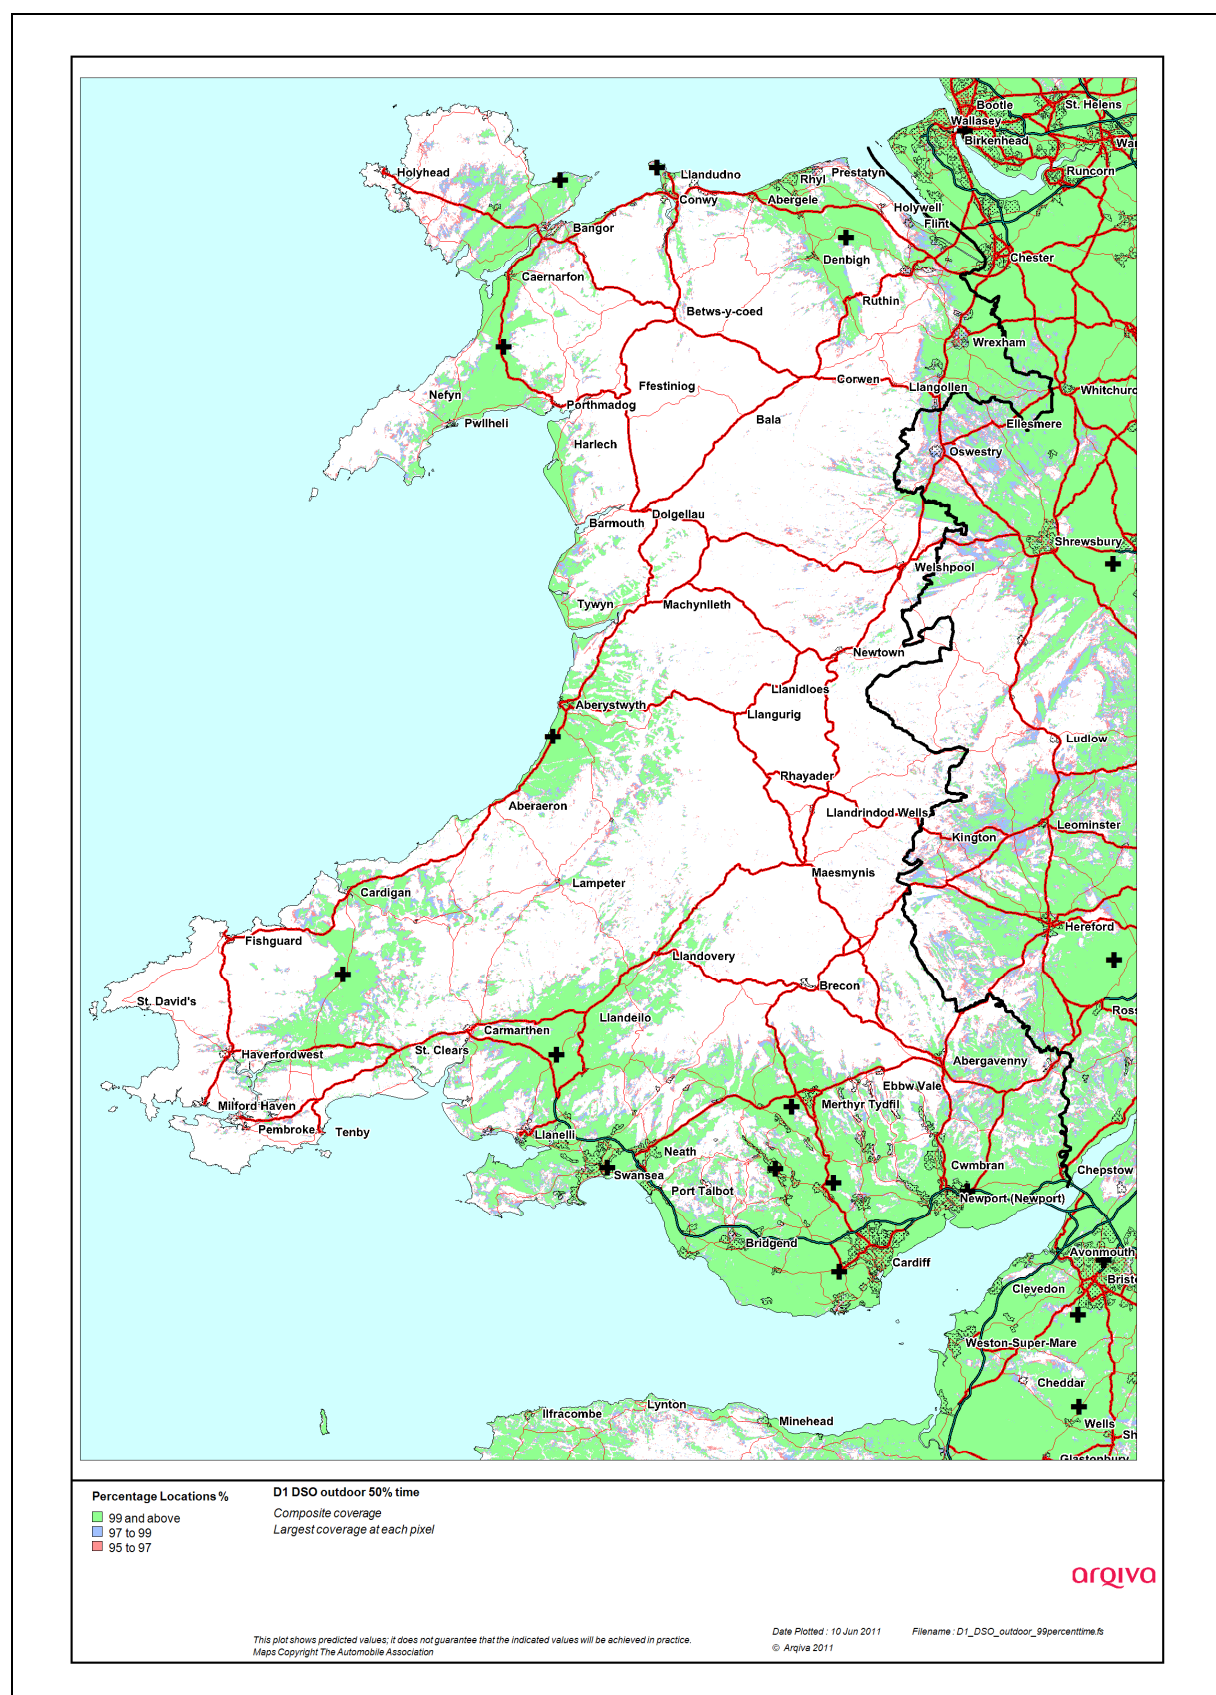 Bootle
St. Helens
Wallasey
Birkenhead
Runcorn
Holyhead
Llandudno
Rhyl
Prestatyn
Conwy
Abergele
Holywell
Flint
Bangor
Denbigh
Chester
Caernarfon
Ruthin
Betws-y-coed
Wrexham
Corwen
Llangollen
Ffestiniog
Nefyn
Porthmadog
Bala
Pwllheli
Ellesmere
Harlech
Oswestry
Dolgellau
Barmouth
Shrewsbury
Welshpool
Tywyn
Machynlleth
Newtown
Llanidloes
Aberystwyth
Llangurig
Ludlow
Rhayader
Aberaeron
Llandrindod Wells
Leominster
Kington
Maesmynis
Lampeter
Cardigan
Hereford
Fishguard
Llandovery
Brecon
St. David's
Ross
Llandeilo
Carmarthen
St. Clears
Haverfordwest
Abergavenny
Ebbw Vale
Milford Haven
Merthyr Tydfil
Pembroke
Tenby
Llanelli
Neath
Cwmbran
Chepstow
Swansea
Port Talbot
Newport (Newport)
Bridgend
Cardiff
Avonmouth
Clevedon
Weston-Super-Mare
Cheddar
Lynton
Ilfracombe
Minehead
Wells
Glastonbury
Percentage Locations %
99 and above
97 to 99
95 to 97
D1 DSO outdoor 50% time
Composite coverage
Largest coverage at each pixel
arqiva
This plot shows predicted values; it does not guarantee that the indicated values will be achieved in practice.
Maps Copyright The Automobile Association
Date Plotted : 10 Jun 2011
Filename : D1_DSO_outdoor_99percenttime.fs
© Arqiva 2011